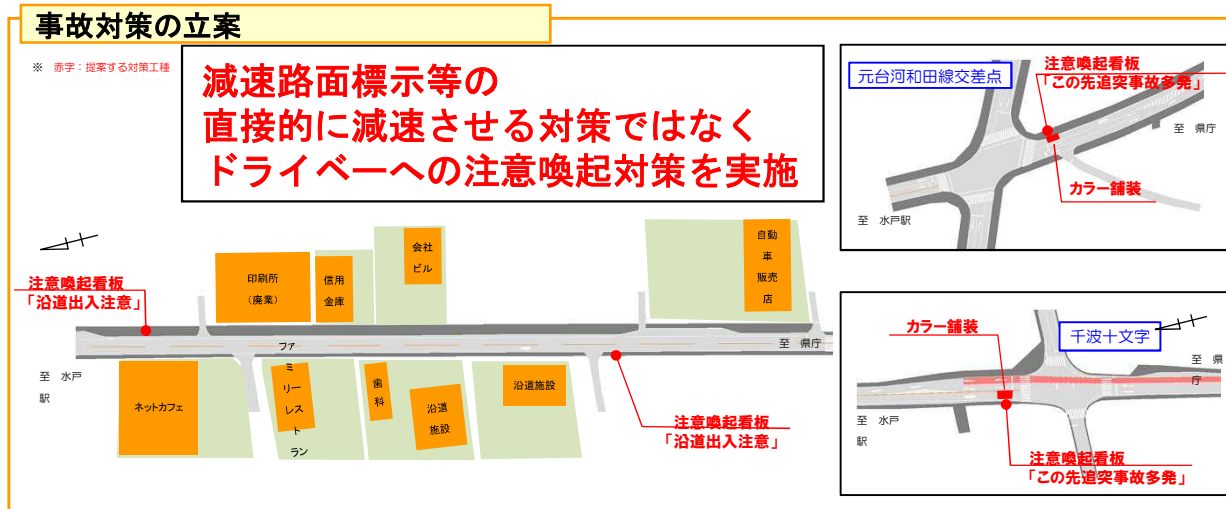 事故対策の立案
※ 赤字：提案する対策工種
減速路面標示等の
直接的に減速させる対策ではなく
ドライベーへの注意喚起対策を実施
元台河和田線交差点
注意喚起看板
「この先追突事故多発」
至 県庁
カラー舗装
至 水戸駅
注意喚起看板
「沿道出入注意」
印刷所
（廃業）
信用
金庫
会社
ビル
自動
車
販売
店
至 県庁
至 水戸
駅
ネットカフェ
ファ
ミ
リーレ
スト
ラン
歯
科
沿道
施設
沿道施設
注意喚起看板
「沿道出入注意」
カラー舗装
千波十文字
至 県
庁
至 水戸
駅
注意喚起看板
「この先追突事故多発」